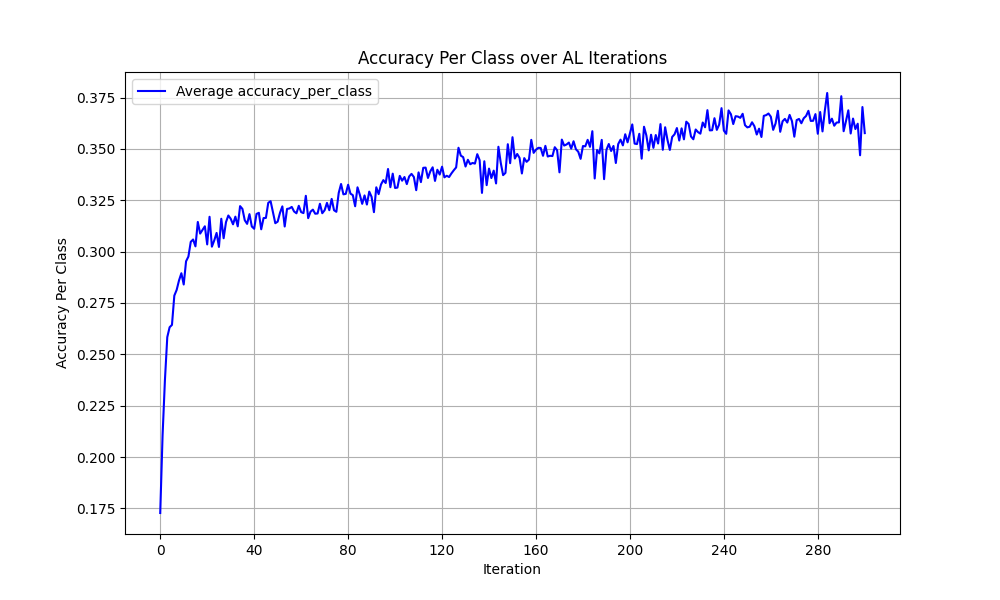 Accuracy Per Class over AL Iterations
Average accuracy_per_class
Accuracy Per Class
0.375
0.350
0.325
0.300
0.275
0.250
0.225
0.200
0.175
0 40 80 120 160 200 240 280
Iteration